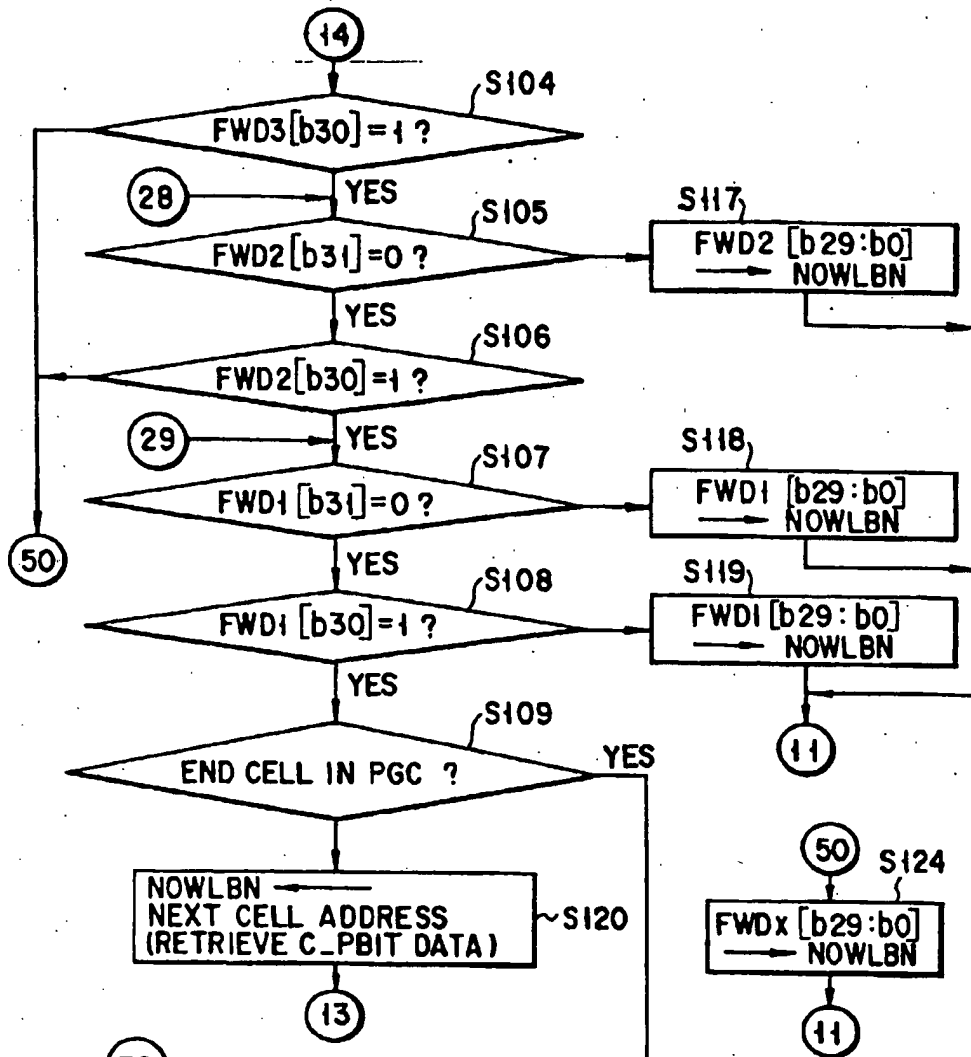 14
S104
FWD3[b30]=1 ?
28
YES
S105
FWD2[b31]=0 ?
S117
FWD2 [b29:b0]
→ NOWLBN
YES
S106
FWD2[b30]=1 ?
29
YES
S107
FWD1[b31]=0 ?
S118
FWD1 [b29:b0]
→ NOWLBN
50
YES
S108
FWD1[b30]=1 ?
S119
FWD1[b29:b0]
→ NOWLBN
YES
S109
END CELL IN PGC ?
YES
11
NOWLBN ←
NEXT CELL ADDRESS
(RETRIEVE C_PBIT DATA)
S120
13
50
S124
FWDX [b29:b0]
→ NOWLBN
11